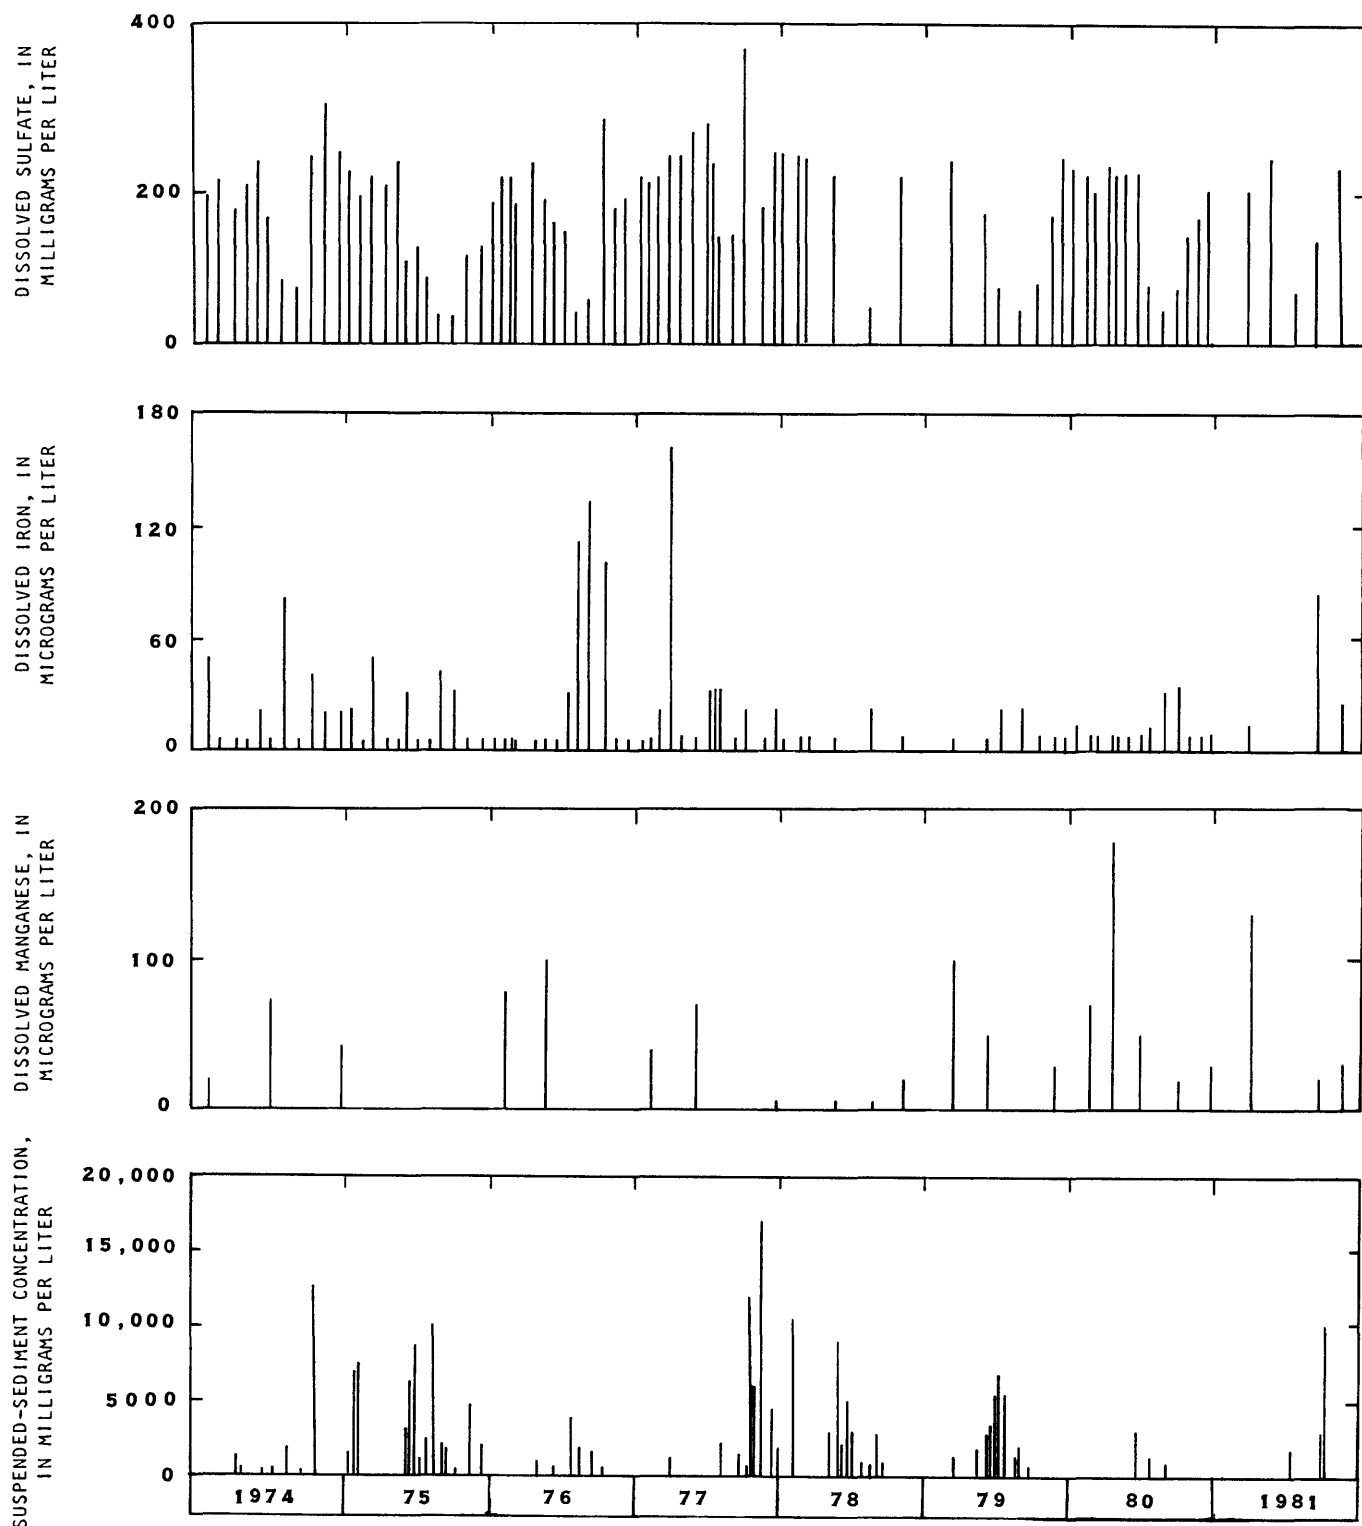 DISSOLVED SULFATE, IN
MILLIGRAMS PER LITER
400
200
0
DISSOLVED IRON, IN
MICROGRAMS PER LITER
180
120
60
0
DISSOLVED MANGANESE, IN
MICROGRAMS PER LITER
200
100
0
SUSPENDED-SEDIMENT CONCENTRATION,
IN MILLIGRAMS PER LITER
20,000
15,000
10,000
5000
0
1974 75 76 77 78 79 80 1981